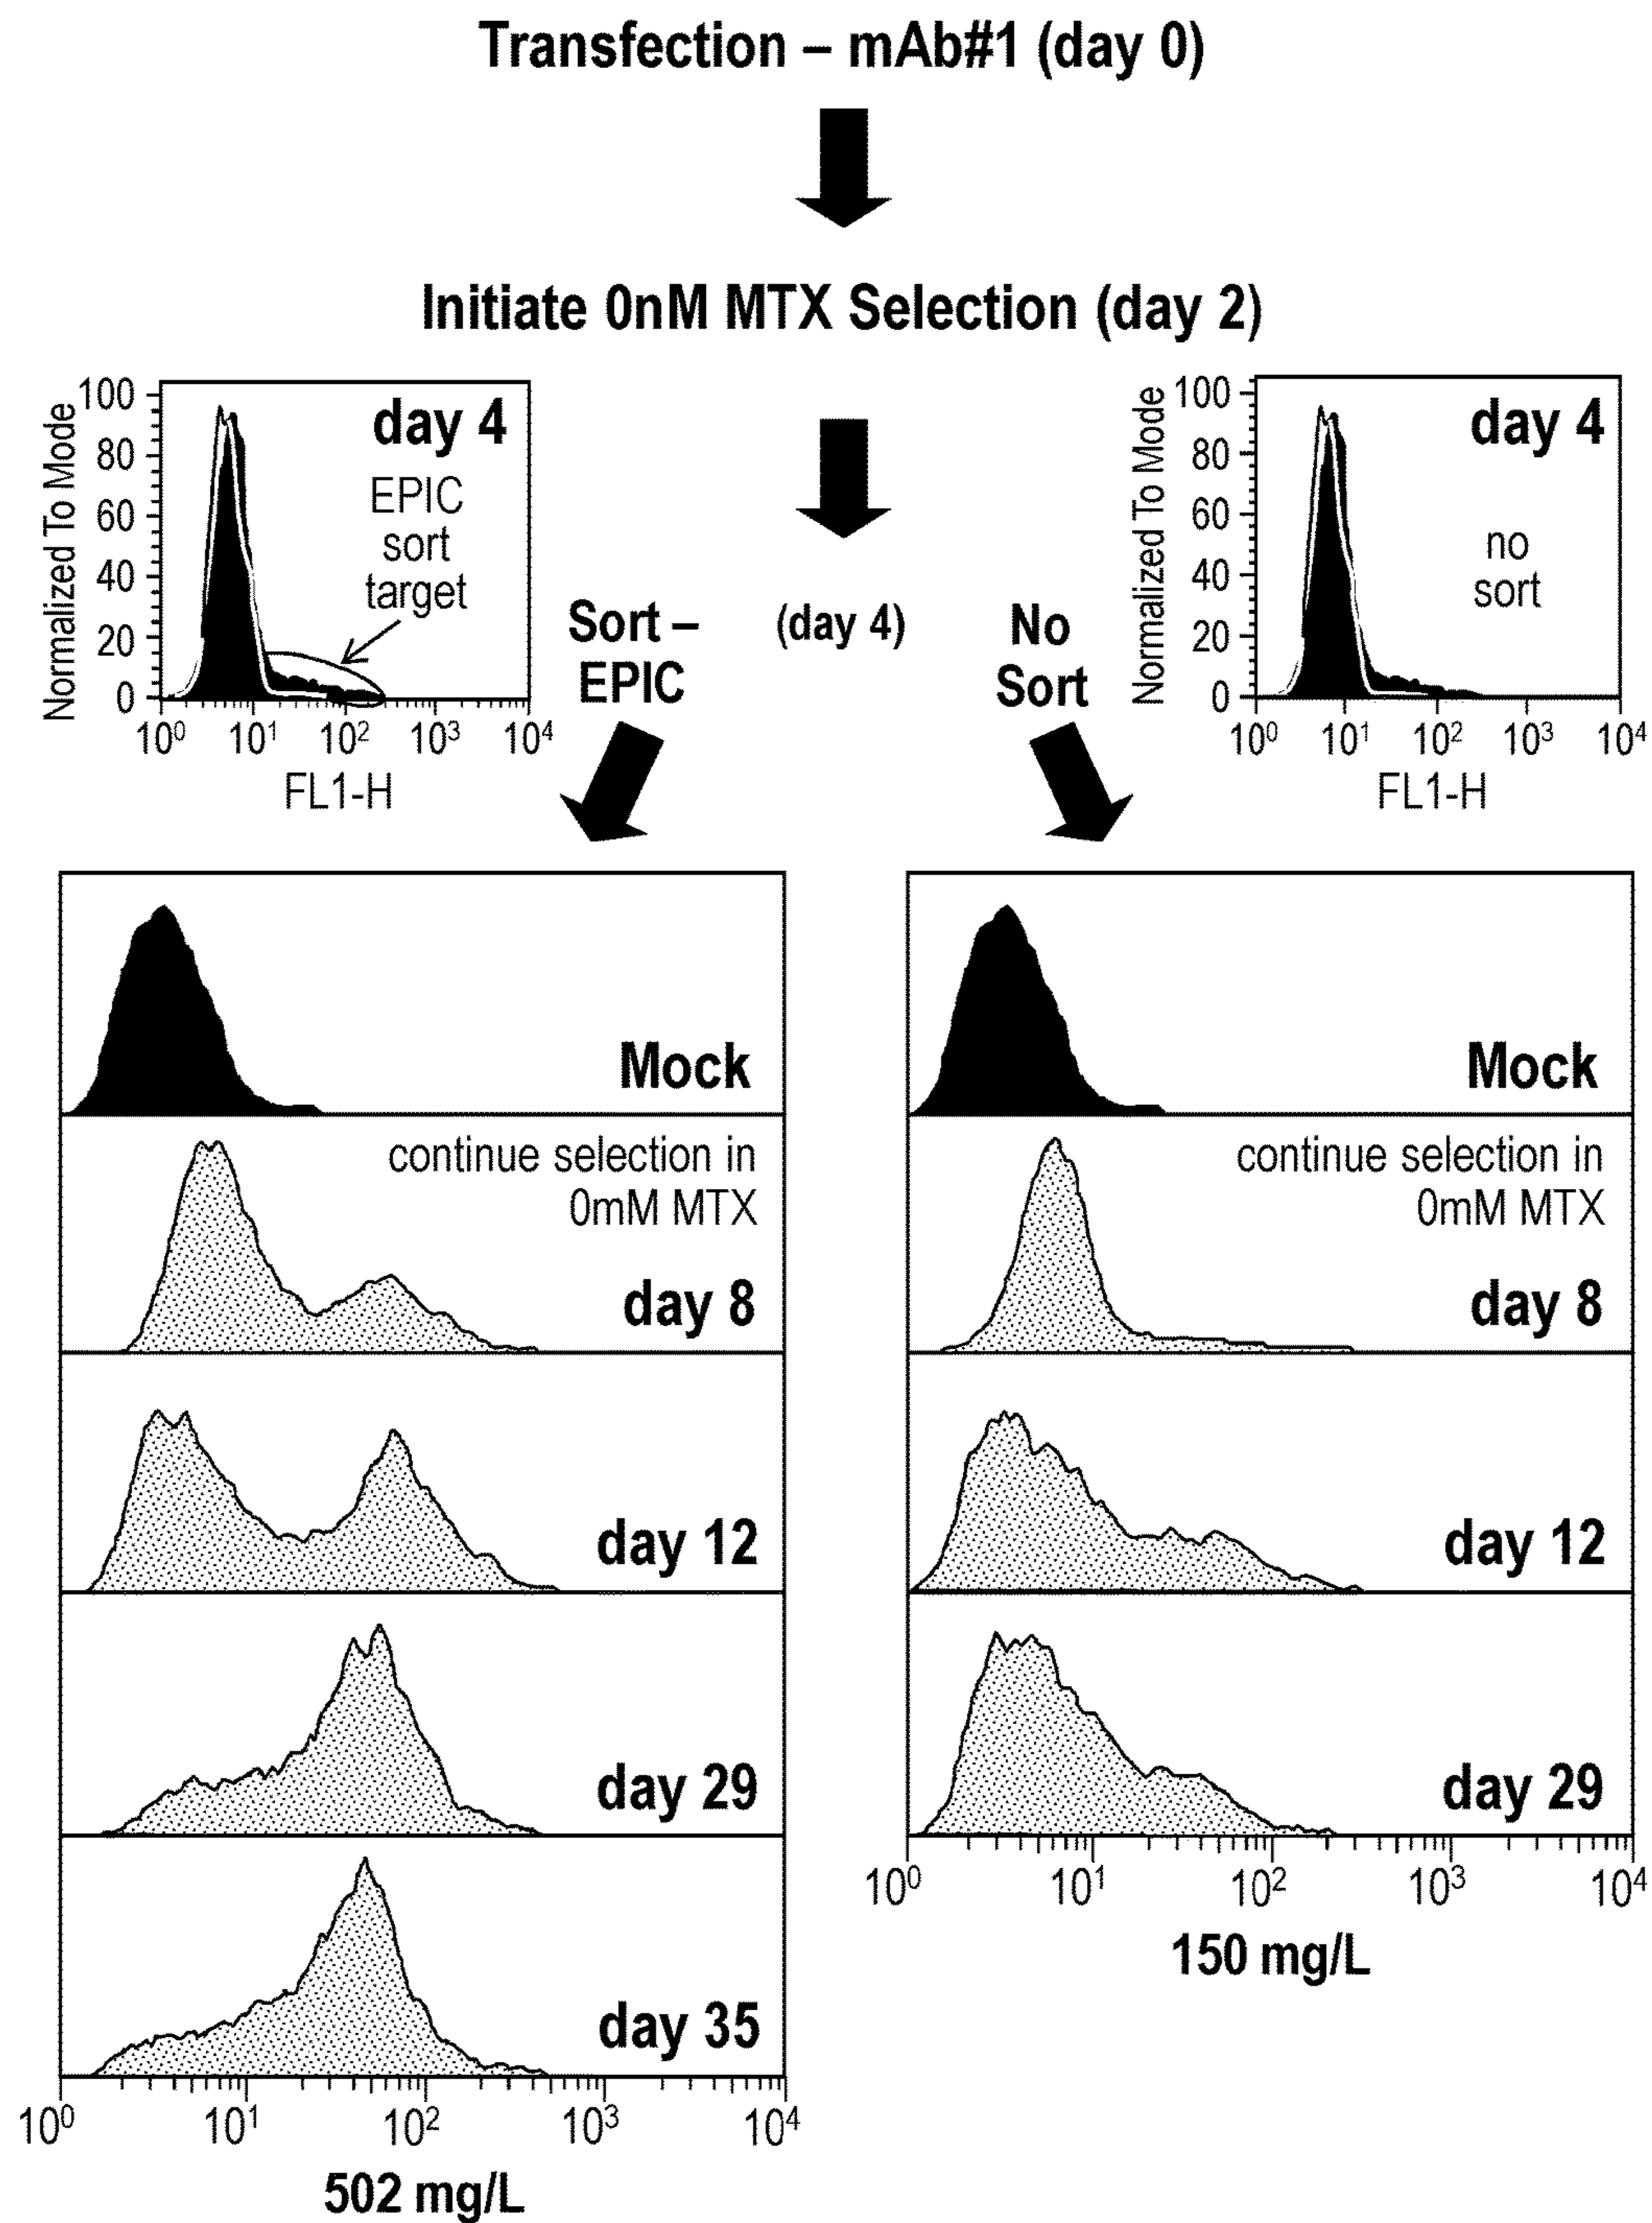 Transfection – mAb#1 (day 0)
Initiate 0nM MTX Selection (day 2)
Normalized To Mode
100
80
60
40
20
0
day 4
EPIC
sort
target
10⁰ 10¹ 10² 10³ 10⁴
FL1-H
Sort –
EPIC
(day 4)
No
Sort
Normalized To Mode
100
80
60
40
20
0
day 4
no
sort
10⁰ 10¹ 10² 10³ 10⁴
FL1-H
Mock
continue selection in
0mM MTX
day 8
day 12
day 29
day 35
10⁰ 10¹ 10² 10³ 10⁴
502 mg/L
Mock
continue selection in
0mM MTX
day 8
day 12
day 29
10⁰ 10¹ 10² 10³ 10⁴
150 mg/L